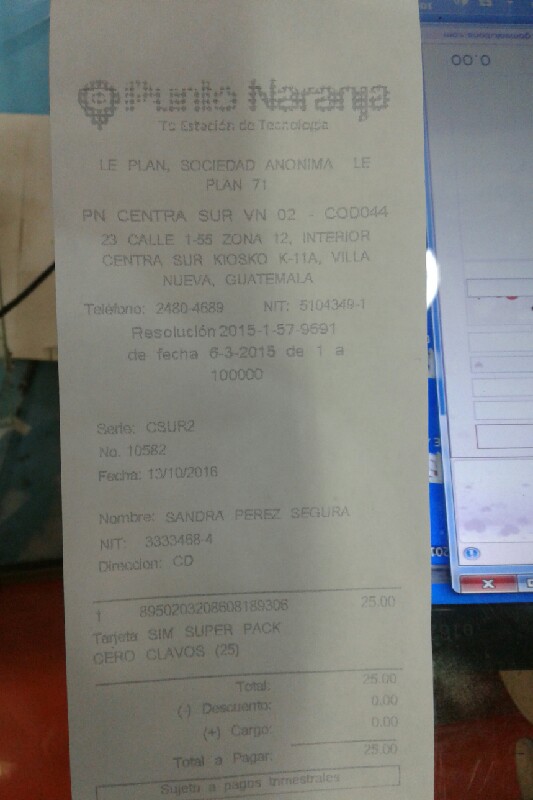 Punto Naranja
Tu Estación de Tecnología
LE PLAN, SOCIEDAD ANONIMA LE
PLAN 71
PN CENTRA SUR VN 02 - COD044
23 CALLE 1-55 ZONA 12, INTERIOR
CENTRA SUR KIOSKO K-11A, VILLA
NUEVA, GUATEMALA
Teléfono: 2480-4689 NIT: 5104349-1
Resolución 2015-1-57-9691
de fecha 6-3-2015 de 1 a
100000
Serie: CSUR2
No. 10582
Fecha: 13/10/2016
Nombre: SANDRA PEREZ SEGURA
NIT: 3333468-4
Direccion: CD
1 8950203208608189306 25.00
Tarjeta SIM SUPER PACK
CERO CLAVOS (25)
Total: 25.00
(-) Descuento: 0.00
(+) Cargo: 0.00
Total a Pagar: 25.00
Sujeto a pagos trimestrales
0.00